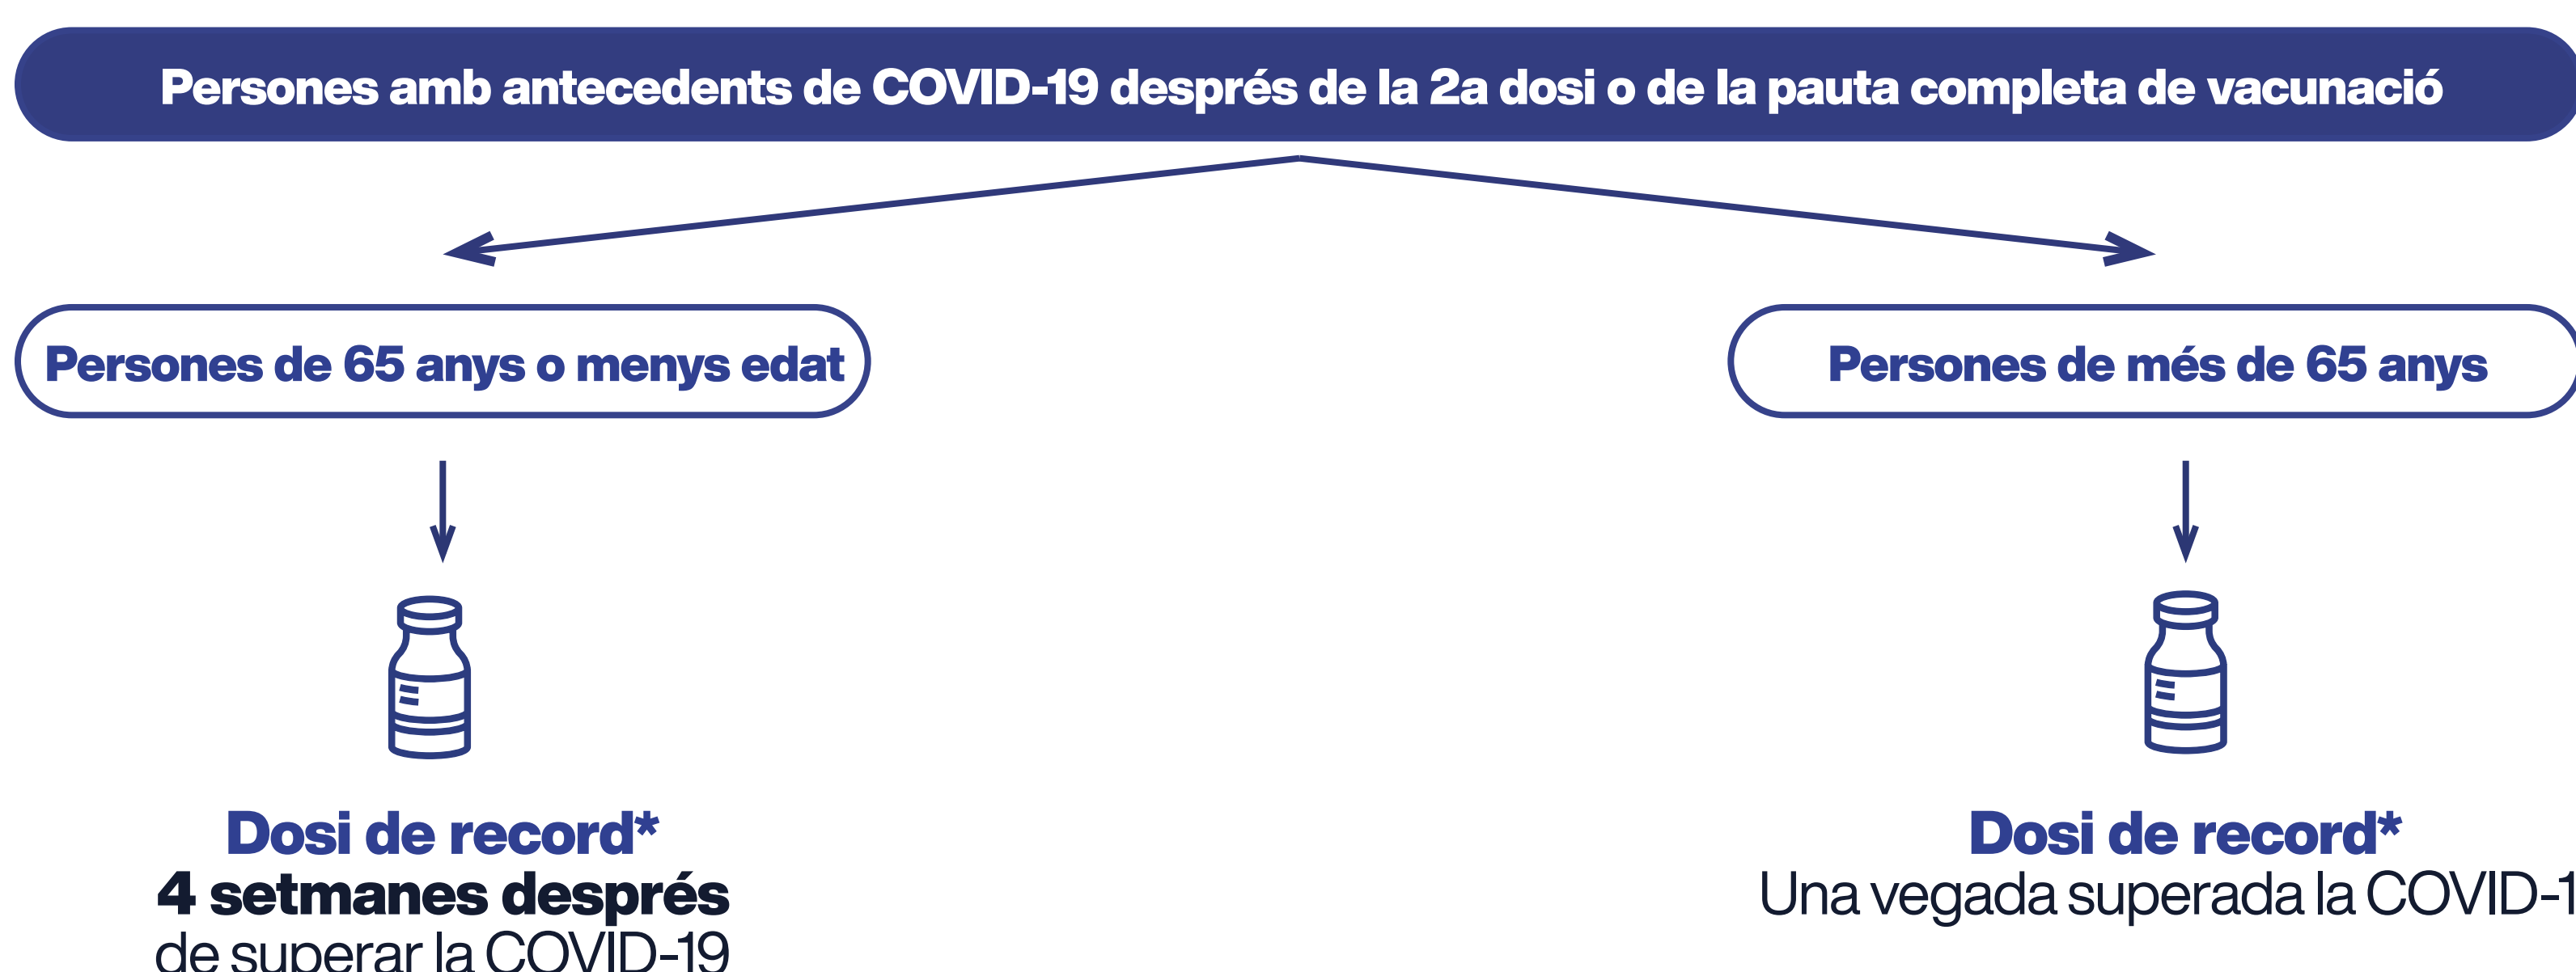 Persones amb antecedents de COVID-19 després de la 2a dosi o de la pauta completa de vacunació
Persones de 65 anys o menys edat
Persones de més de 65 anys
Dosi de record*
4 setmanes després
de superar la COVID-19
Dosi de record*
Una vegada superada la COVID-1